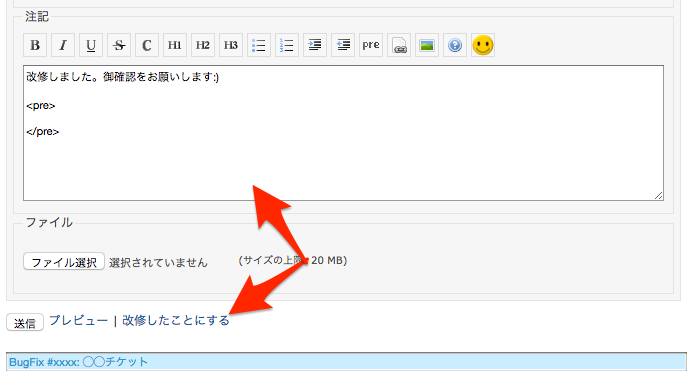 注記
B I U S C H1 H2 H3 pre
改修しました。御確認をお願いします:)
<pre>
</pre>
ファイル
ファイル選択 選択されていません (サイズの上限: 20 MB)
送信 プレビュー | 改修したことにする
BugFix #xxxx: ◯◯チケット